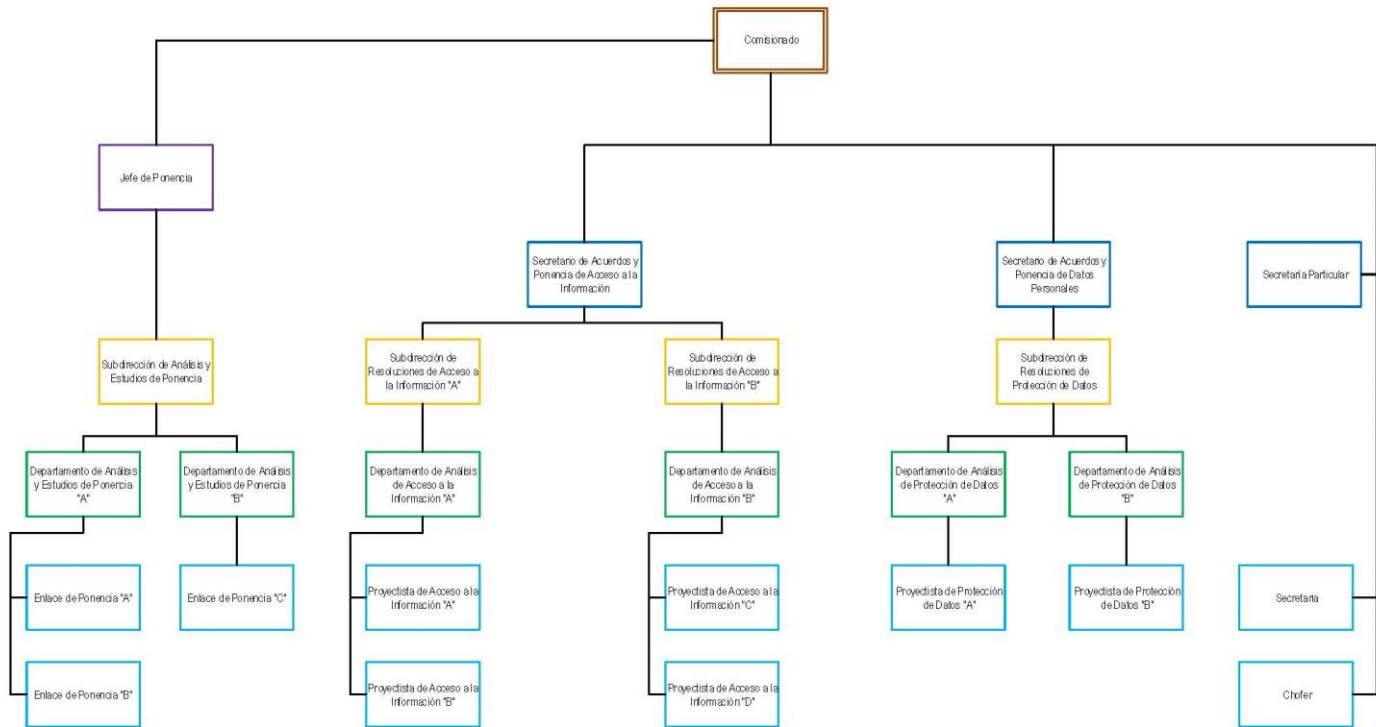 Comisionado
Jefe de Ponencia
Secretario de Acuerdos y
Ponencia de Acceso a la
Información
Secretario de Acuerdos y
Ponencia de Datos
Personales
Secretaría Particular
Subdirección de Análisis y
Estudios de Ponencia
Subdirección de
Resoluciones de Acceso a
la Información "A"
Subdirección de
Resoluciones de Acceso a
la Información "B"
Subdirección de
Resoluciones de
Protección de Datos
Departamento de Análisis
y Estudios de Ponencia
"A"
Departamento de Análisis
y Estudios de Ponencia
"B"
Departamento de Análisis
de Acceso a la
Información "A"
Departamento de Análisis
de Acceso a la
Información "B"
Departamento de Análisis
de Protección de Datos
"A"
Departamento de Análisis
de Protección de Datos
"B"
Enlace de Ponencia "A"
Enlace de Ponencia "C"
Proyectista de Acceso a la
Información "A"
Proyectista de Acceso a la
Información "C"
Proyectista de Protección
de Datos "A"
Proyectista de Protección
de Datos "B"
Secretaria
Enlace de Ponencia "B"
Proyectista de Acceso a la
Información "B"
Proyectista de Acceso a la
Información "D"
Chofer